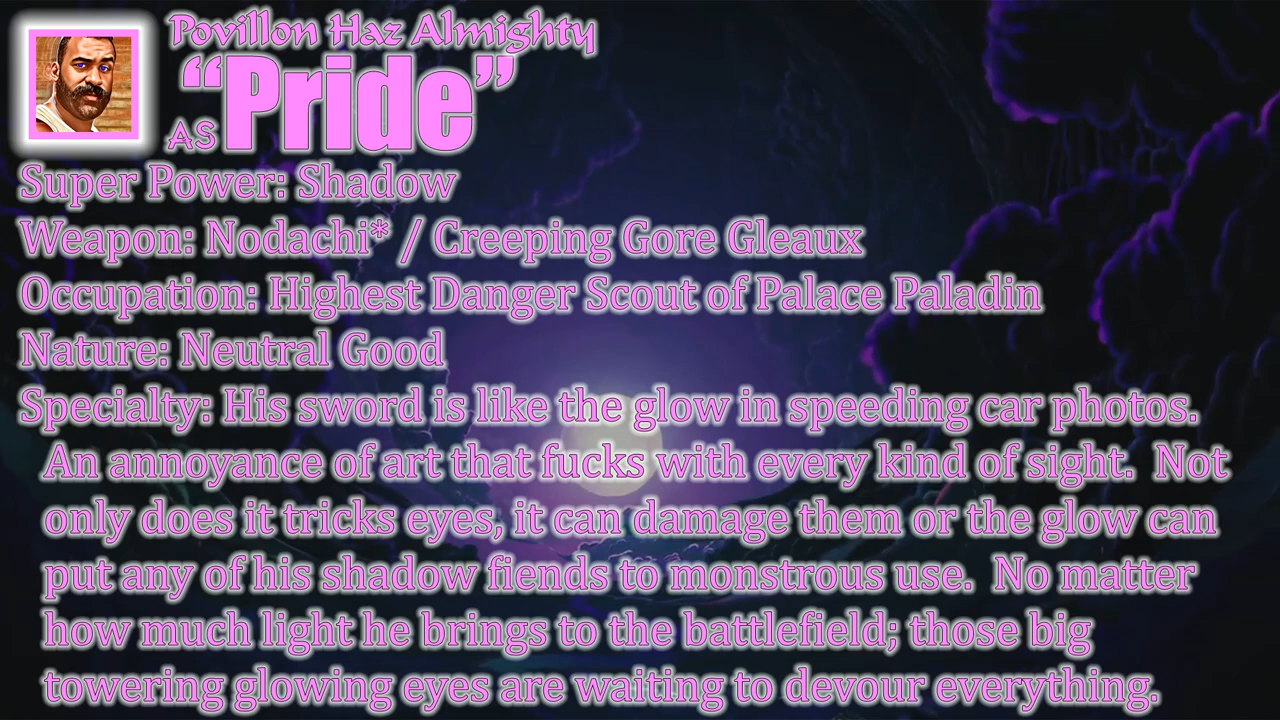 Povillon Haz Almighty
As "Pride"
Super Power: Shadow
Weapon: Nodachi* / Creeping Gore Gleaux
Occupation: Highest Danger Scout of Palace Paladin
Nature: Neutral Good
Specialty: His sword is like the glow in speeding car photos.
An annoyance of art that fucks with every kind of sight.  Not
only does it tricks eyes, it can damage them or the glow can
put any of his shadow fiends to monstrous use.  No matter
how much light he brings to the battlefield; those big
towering glowing eyes are waiting to devour everything.